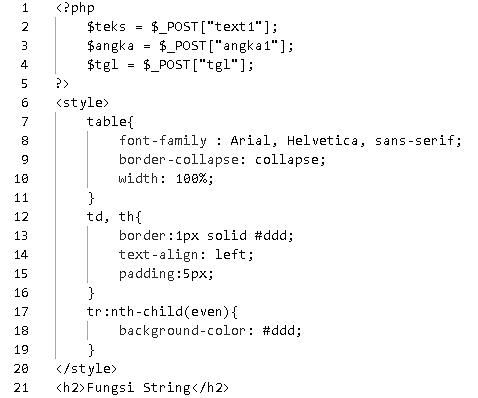 1 <?php
2 $teks = $_POST["text1"];
3 $angka = $_POST["angka1"];
4 $tgl = $_POST["tgl"];
5 ?>
6 <style>
7 table{
8 font-family : Arial, Helvetica, sans-serif;
9 border-collapse: collapse;
10 width: 100%;
11 }
12 td, th{
13 border:1px solid #ddd;
14 text-align: left;
15 padding:5px;
16 }
17 tr:nth-child(even){
18 background-color: #ddd;
19 }
20 </style>
21 <h2>Fungsi String</h2>